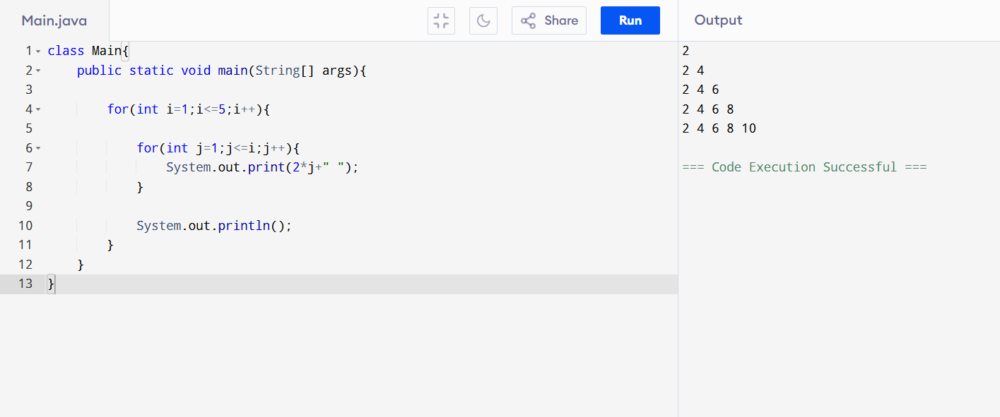 Main.java
Share
Run
Output
1 class Main{
2     public static void main(String[] args){
3
4         for(int i=1;i<=5;i++){
5
6             for(int j=1;j<=i;j++){
7                 System.out.print(2*j+" ");
8             }
9
10             System.out.println();
11         }
12     }
13 }
2
2 4
2 4 6
2 4 6 8
2 4 6 8 10
=== Code Execution Successful ===